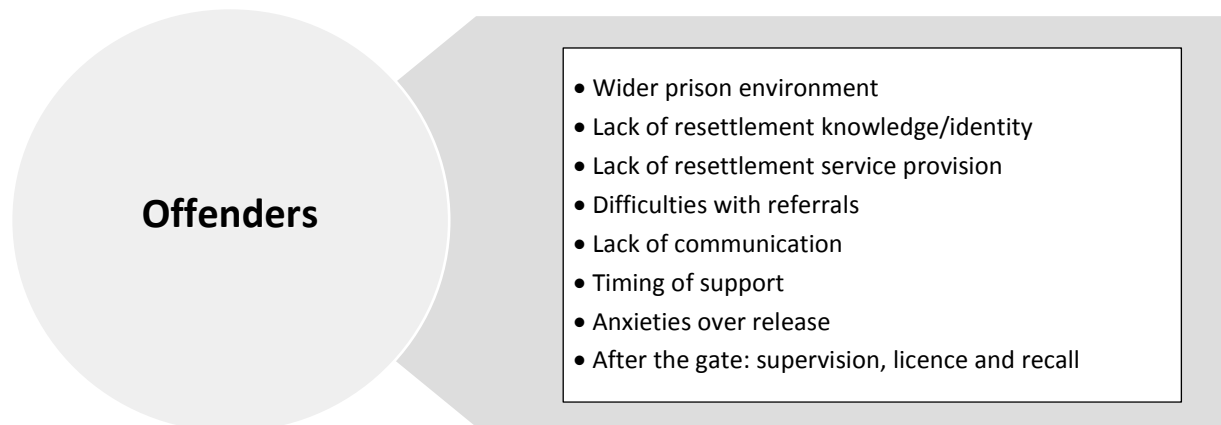 Offenders
• Wider prison environment
• Lack of resettlement knowledge/identity
• Lack of resettlement service provision
• Difficulties with referrals
• Lack of communication
• Timing of support
• Anxieties over release
• After the gate: supervision, licence and recall